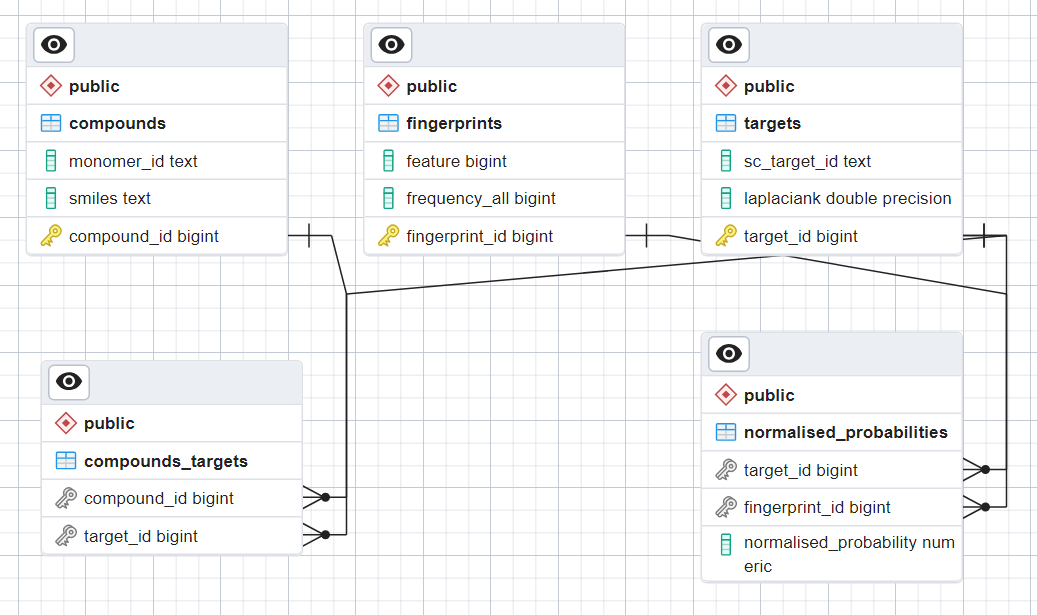 public
compounds
monomer_id text
smiles text
compound_id bigint
public
fingerprints
feature bigint
frequency_all bigint
fingerprint_id bigint
public
targets
sc_target_id text
laplaciank double precision
target_id bigint
public
compounds_targets
compound_id bigint
target_id bigint
public
normalised_probabilities
target_id bigint
fingerprint_id bigint
normalised_probability num
eric